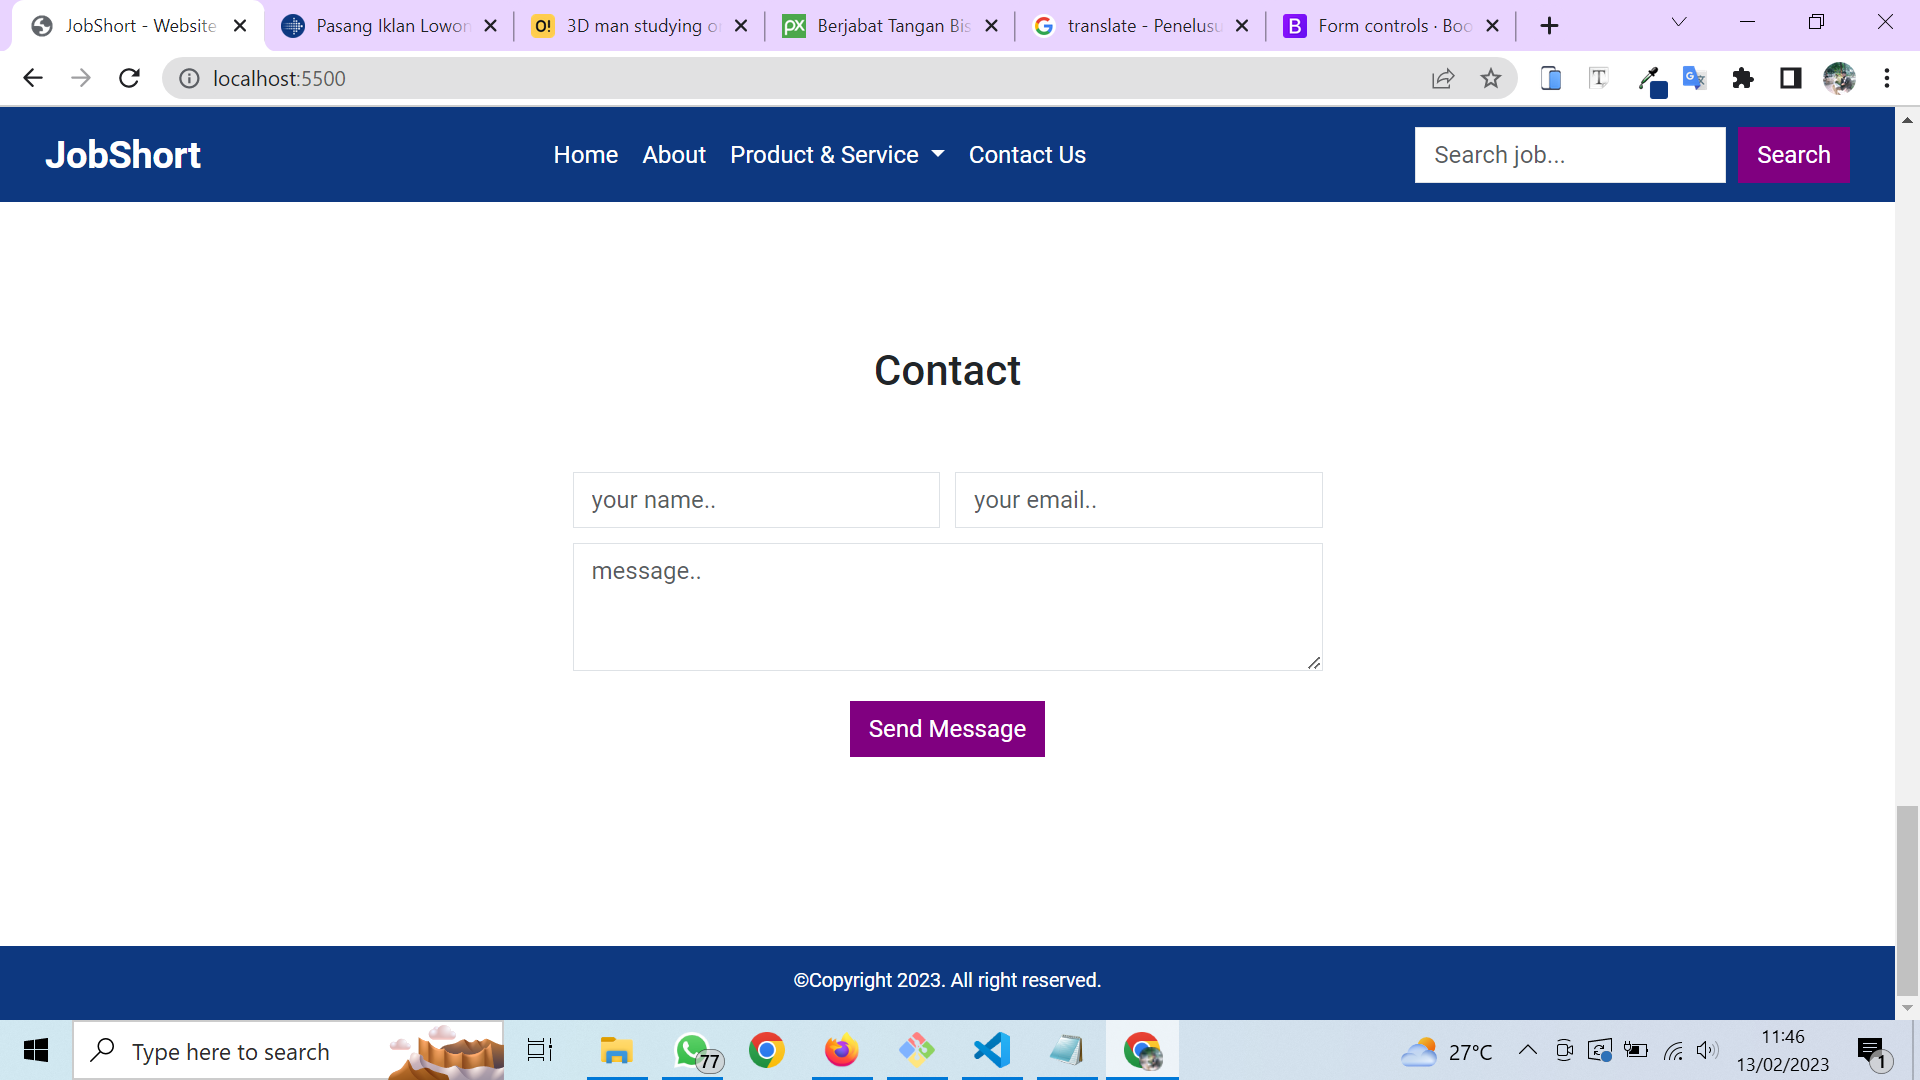 JobShort - Website
Pasang Iklan Lowon
3D man studying o
Berjabat Tangan Bis
translate - Penelusu
Form controls · Boo
localhost:5500
JobShort
Home
About
Product & Service
Contact Us
Search job...
Search
Contact
your name..
your email..
message..
Send Message
©Copyright 2023. All right reserved.
Type here to search
77
27°C
11:46
13/02/2023
1